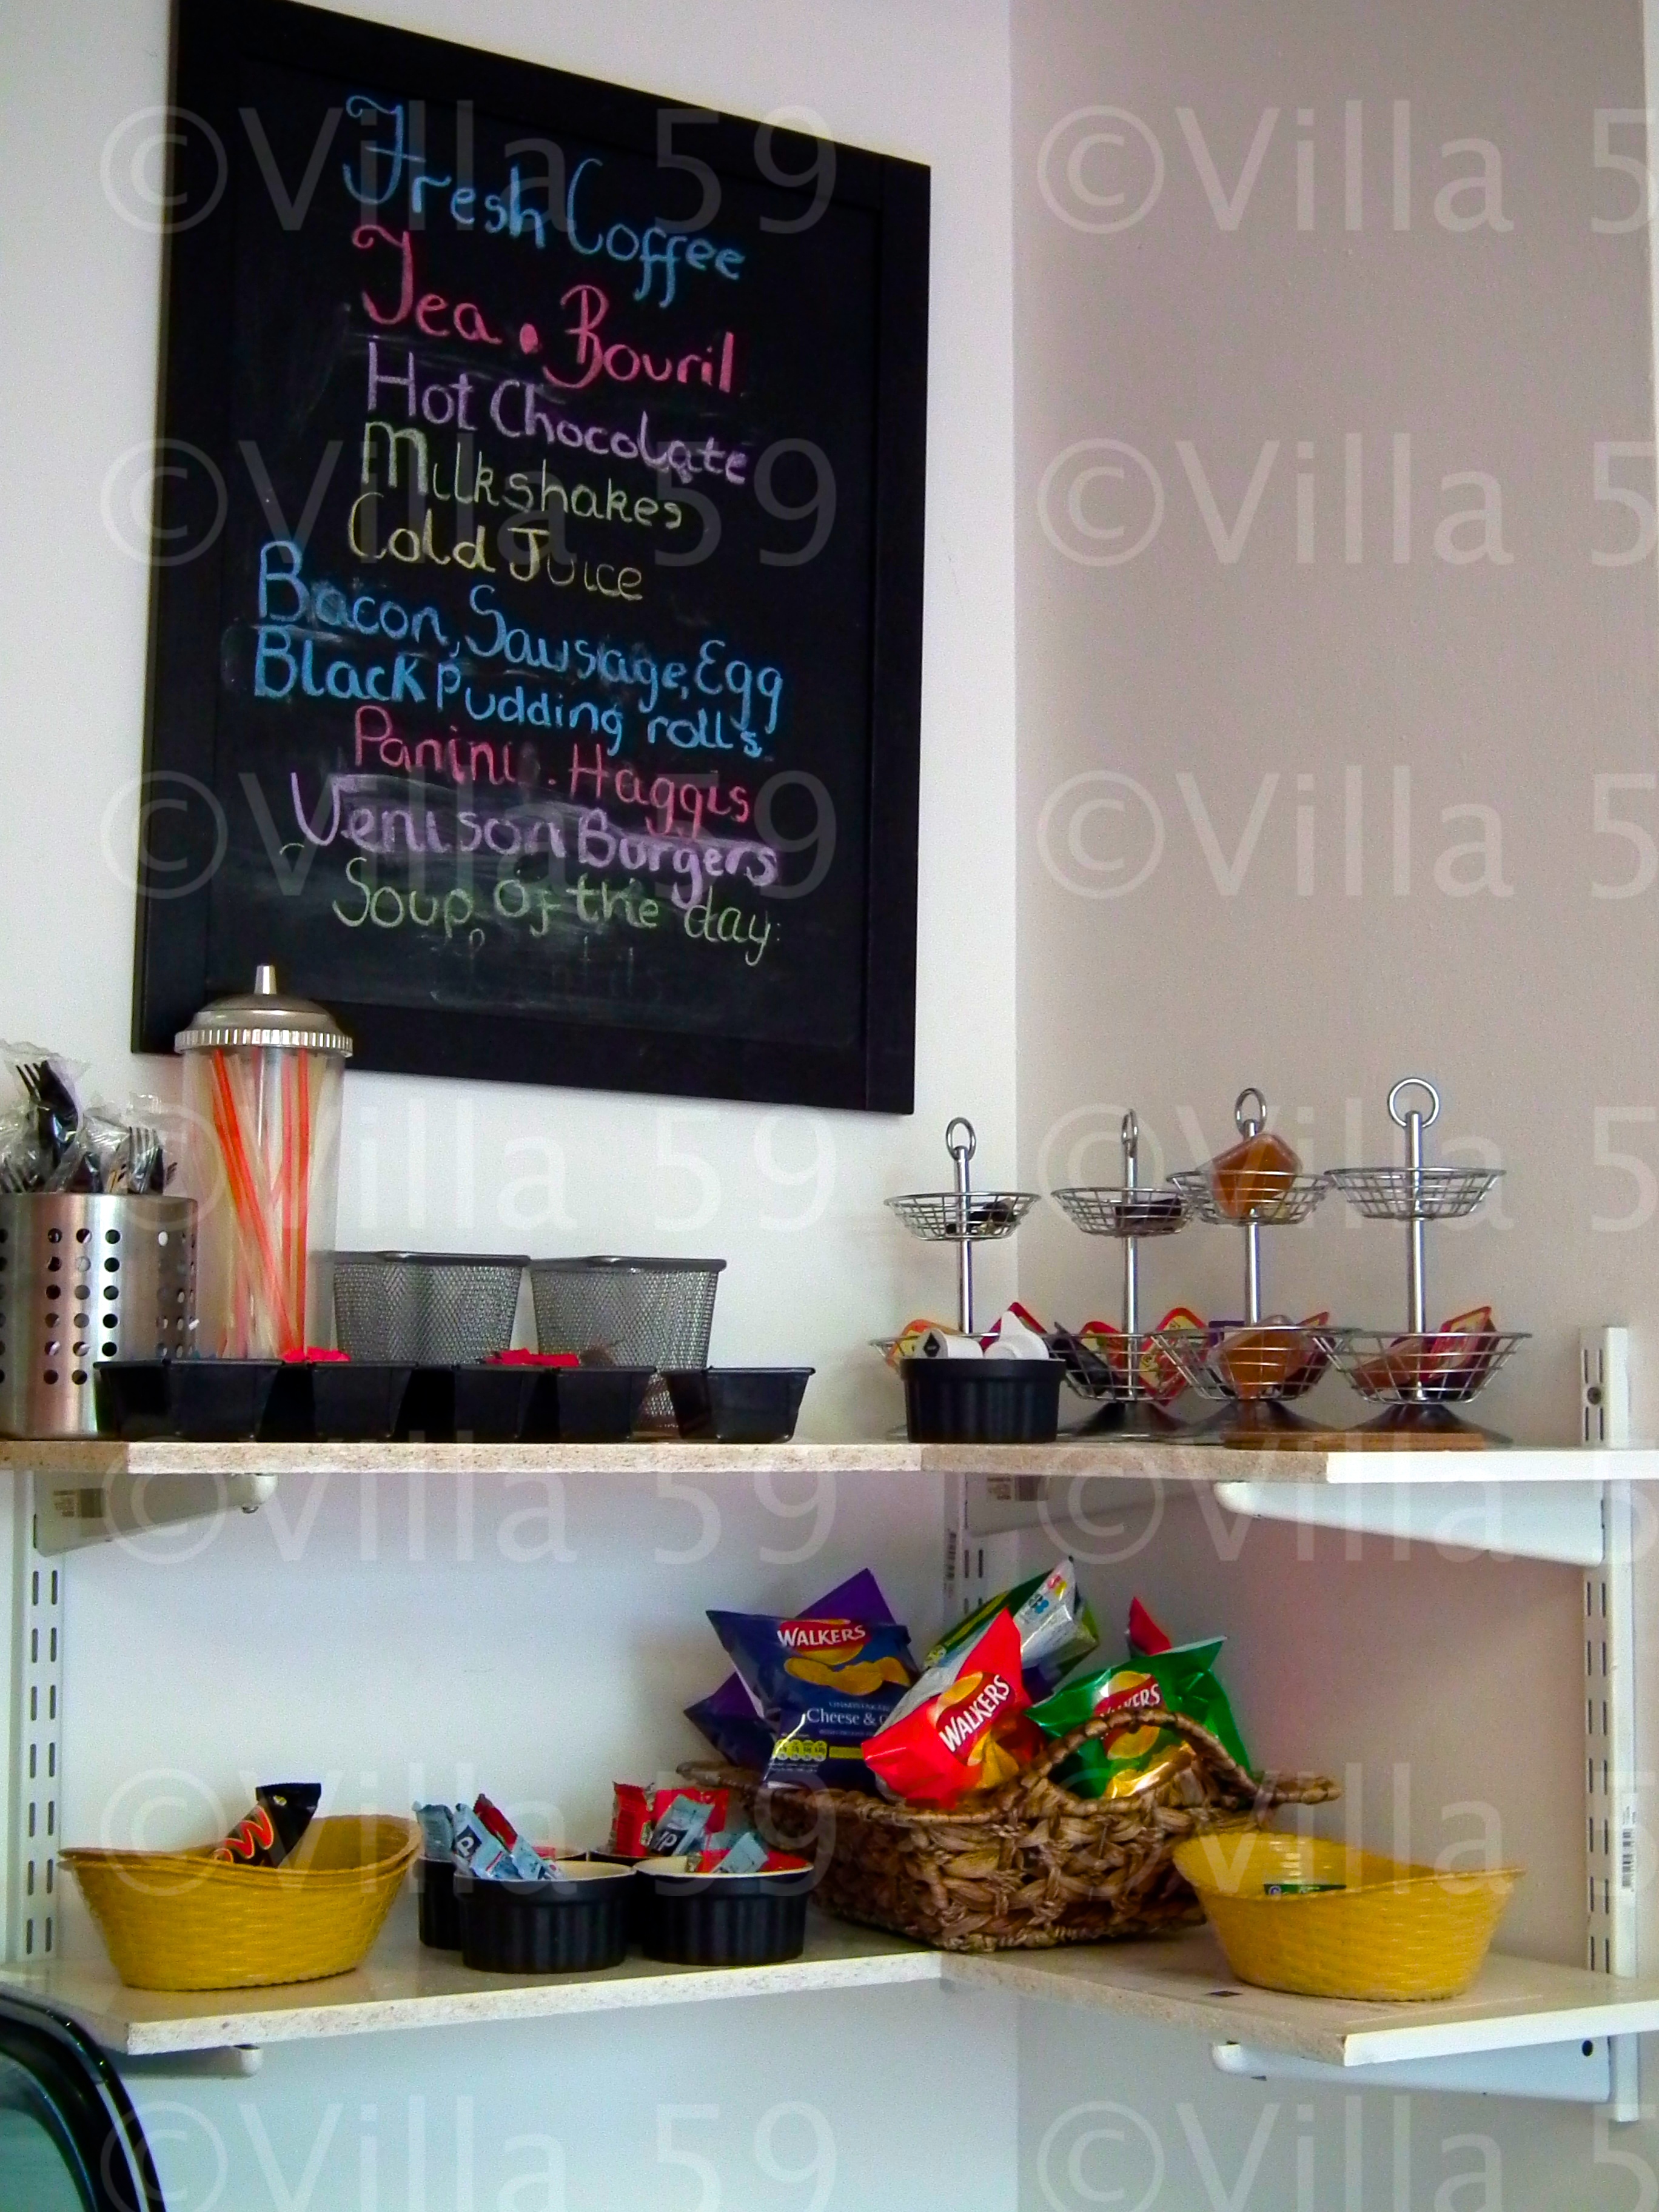 Fresh Coffee
Tea . Bouril
Hot Chocolate
Milkshakes
Cold Juice
Bacon, Sausage, Egg
Black Pudding rolls
Panini . Haggis
Venison Burgers
Soup Of the day:
WALKERS
Cheese &
WALKERS
WALKERS
©Villa 59
©Villa 5
©Villa 59
©Villa 5
©Villa 59
©Villa 5
©Villa 59
©Villa 5
©Villa 59
©Villa 5
©Villa 59
©Villa 5
©Villa 59
©Villa 5